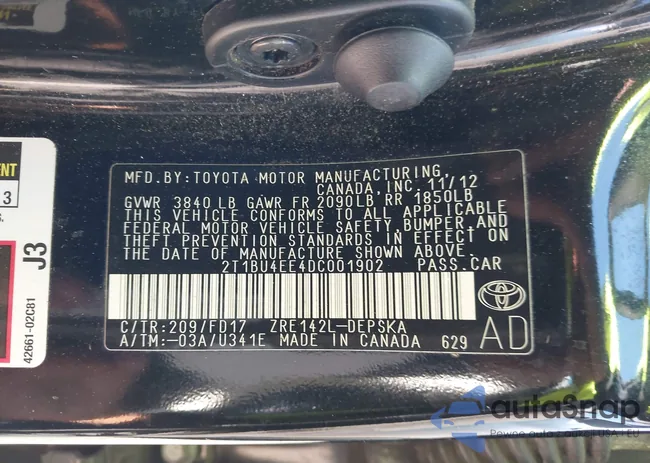 MFD.BY:TOYOTA MOTOR MANUFACTURING,
CANADA, INC. 11/12
GVWR 3840 LB GAWR FR 2090LB RR 1850LB
THIS VEHICLE CONFORMS TO ALL APPLICABLE
FEDERAL MOTOR VEHICLE SAFETY,BUMPER,AND
THEFT PREVENTION STANDARDS IN EFFECT ON
THE DATE OF MANUFACTURE SHOWN ABOVE.
2T1BU4EE4DC001902 PASS.CAR
C/TR:209/FD17 ZRE142L-DEPSKA
A/TM:-03A/U341E MADE IN CANADA 629
AD
J3
42661-02C81
autoSnap